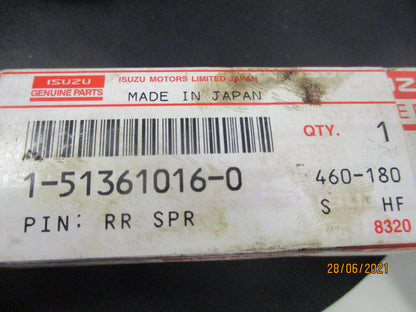 ISUZU
GENUINE PARTS
ISUZU MOTORS LIMITED JAPAN
MADE IN JAPAN
QTY. 1
1-51361016-0
460-180
PIN; RR SPR
S HF
8320
28/06/2021